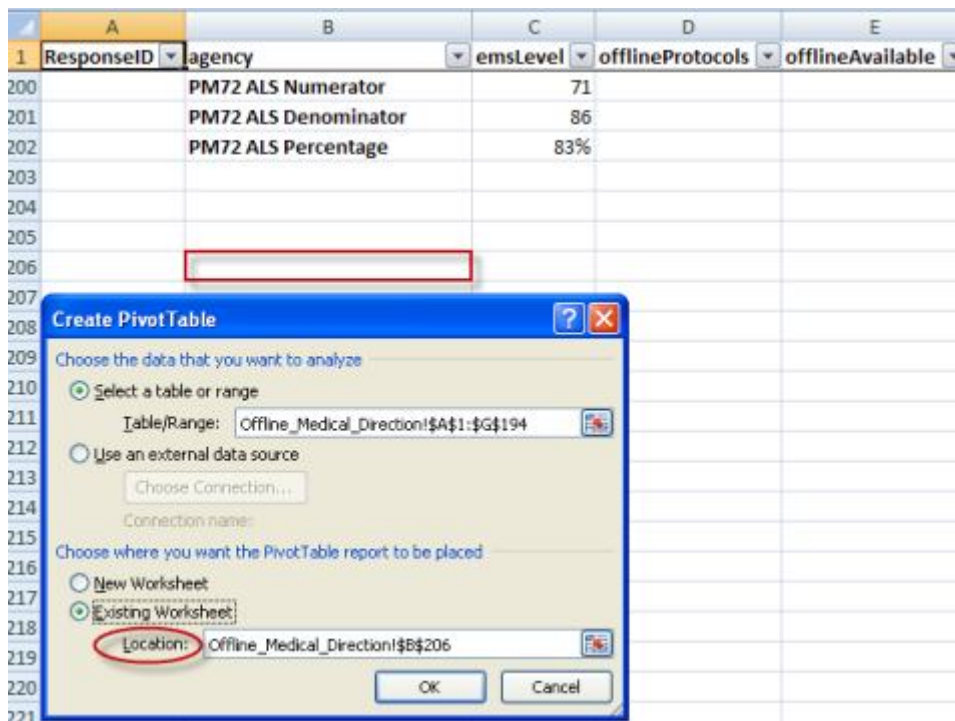 A B C D E
1 ResponseID agency emsLevel offlineProtocols offlineAvailable
200 PM72 ALS Numerator 71
201 PM72 ALS Denominator 86
202 PM72 ALS Percentage 83%
203
204
205
206
207
208
209
210
211
212
213
214
215
216
217
218
219
220
221
Create PivotTable ?
Choose the data that you want to analyze
Select a table or range
Table/Range: Offline_Medical_Direction!$A$1:$G$194
Use an external data source
Choose Connection...
Connection name:
Choose where you want the PivotTable report to be placed
New Worksheet
Existing Worksheet
Location: Offline_Medical_Direction!$B$206
OK Cancel